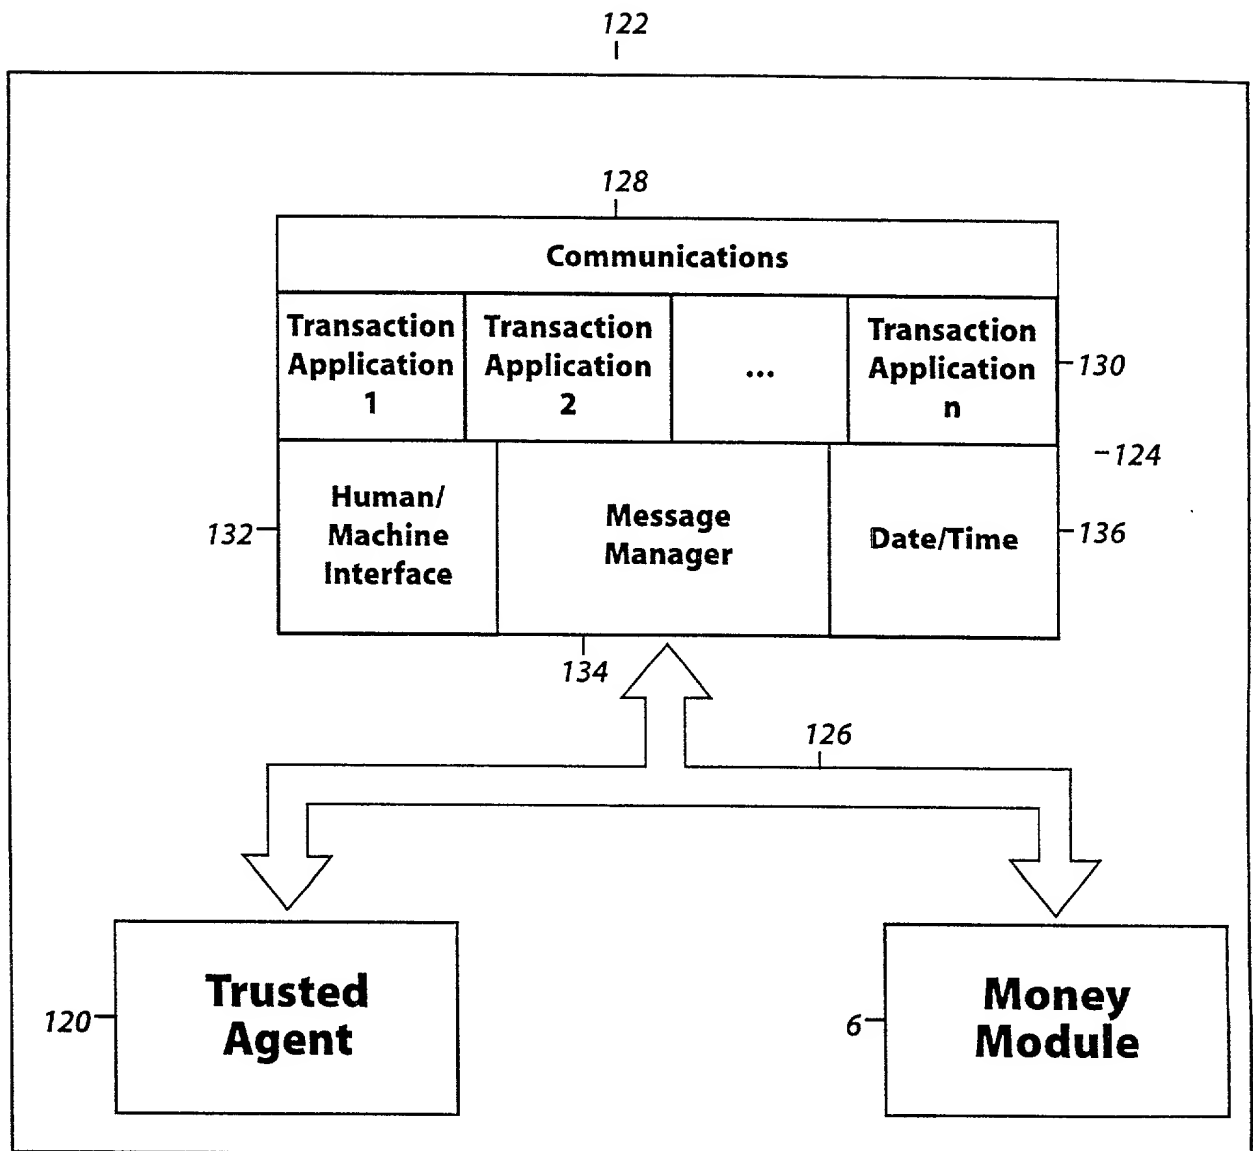 122
128
Communications
Transaction
Application
1
Transaction
Application
2
...
Transaction
Application
n
130
124
132
Human/
Machine
Interface
Message
Manager
Date/Time
136
134
126
120
Trusted
Agent
6
Money
Module